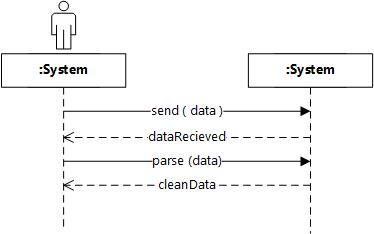 :System
:System
send ( data )
dataRecieved
parse (data)
cleanData